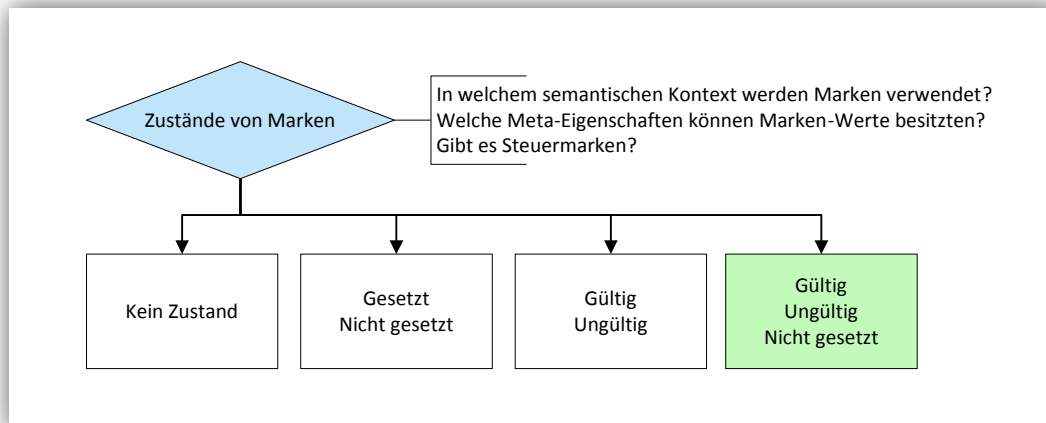 Zustände von Marken
In welchem semantischen Kontext werden Marken verwendet?
Welche Meta-Eigenschaften können Marken-Werte besitzten?
Gibt es Steuermarken?
Kein Zustand
Gesetzt
Nicht gesetzt
Gültig
Ungültig
Gültig
Ungültig
Nicht gesetzt